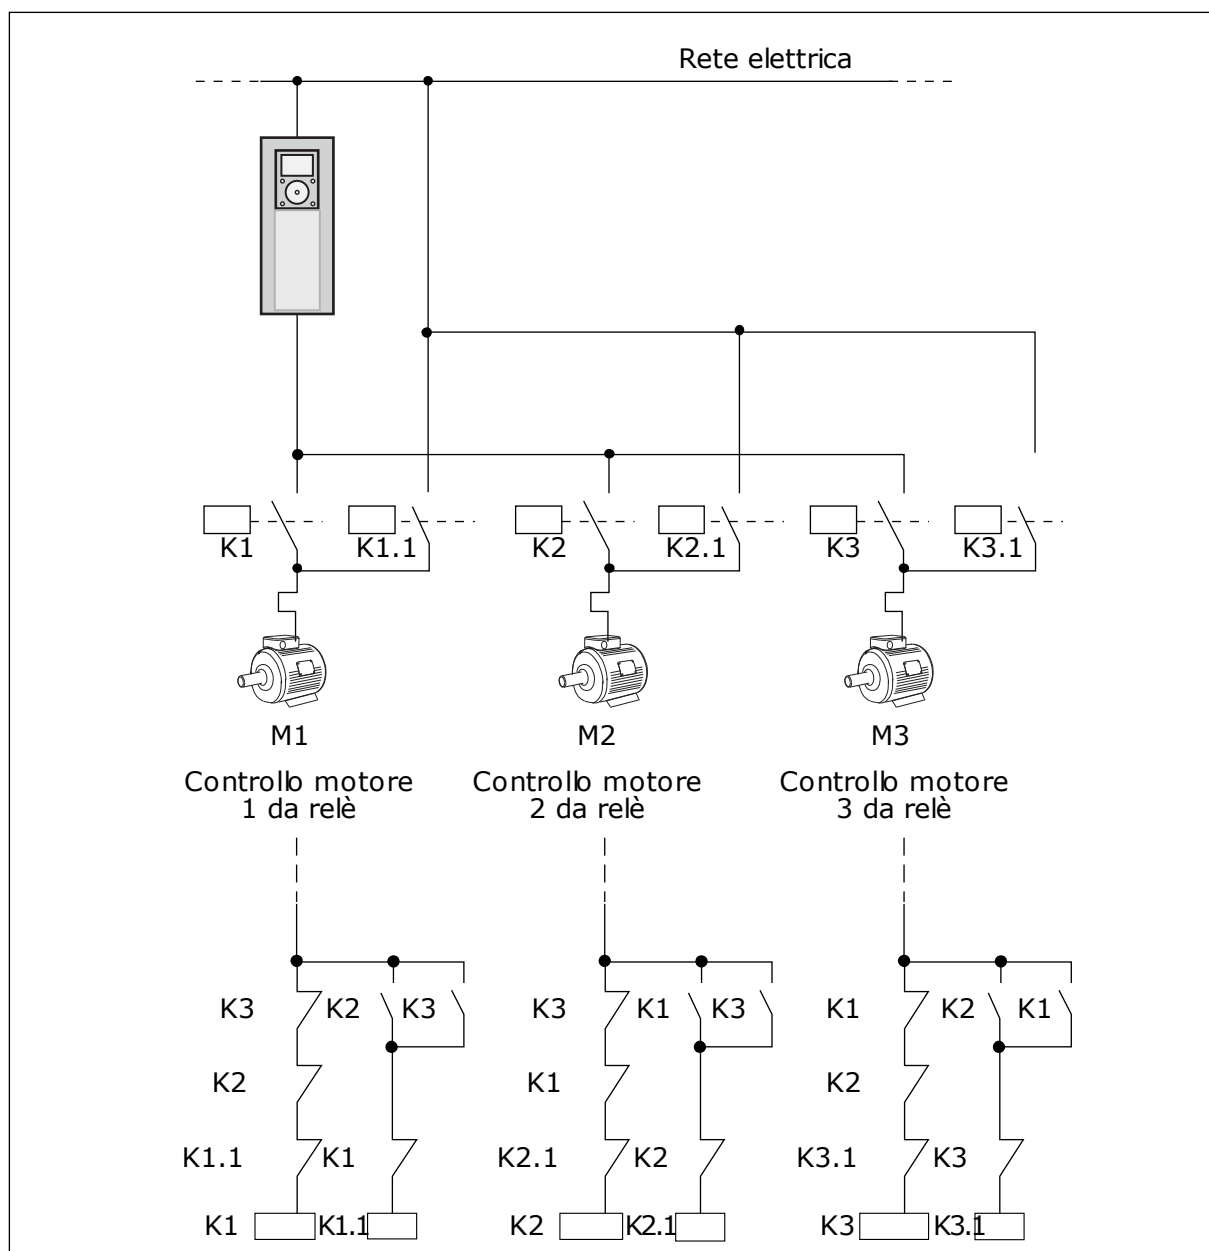 Rete elettrica
K1 K1.1 K2 K2.1 K3 K3.1
M1 M2 M3
Controllo motore Controllo motore Controllo motore
1 da relè 2 da relè 3 da relè
K3 K2 K3 K3 K1 K3 K1 K2 K1
K2 K1 K2
K1.1 K1 K2.1 K2 K3.1 K3
K1 K1.1 K2 K2.1 K3 K3.1